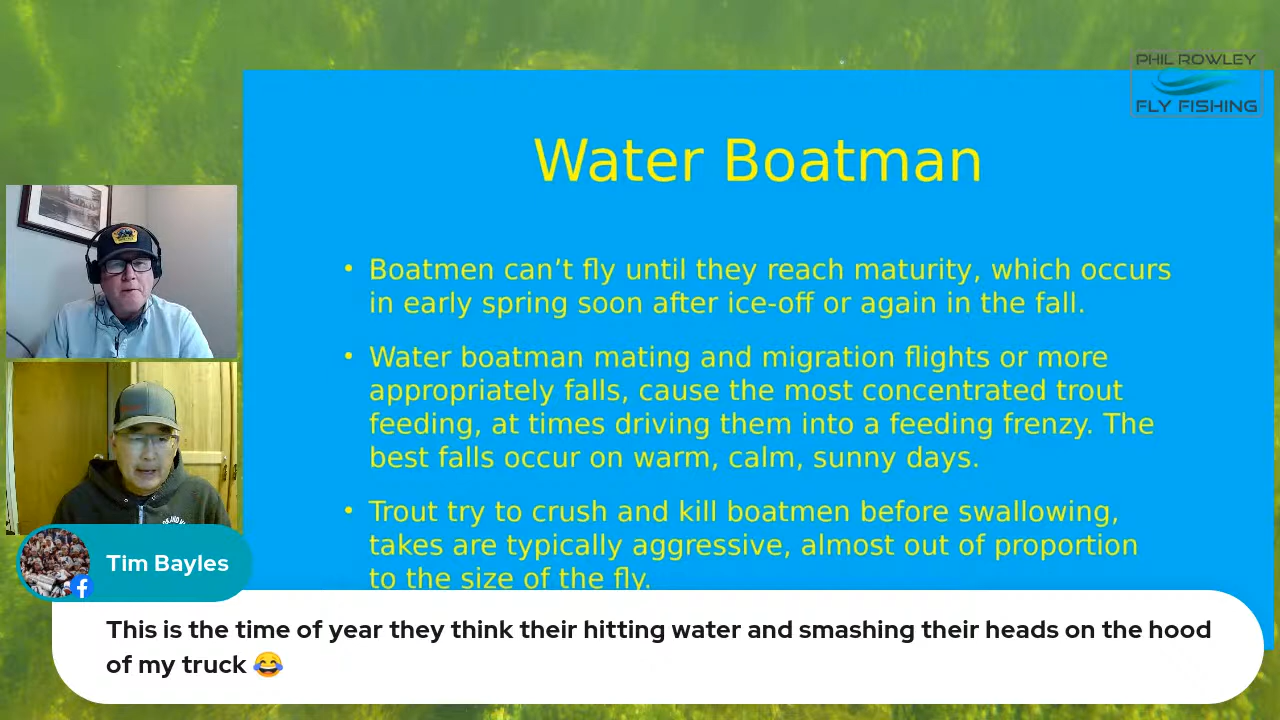 PHIL ROWLEY
FLY FISHING
Water Boatman
• Boatmen can’t fly until they reach maturity, which occurs
in early spring soon after ice-off or again in the fall.
• Water boatman mating and migration flights or more
appropriately falls, cause the most concentrated trout
feeding, at times driving them into a feeding frenzy. The
best falls occur on warm, calm, sunny days.
• Trout try to crush and kill boatmen before swallowing,
takes are typically aggressive, almost out of proportion
to the size of the fly.
Tim Bayles
This is the time of year they think their hitting water and smashing their heads on the hood
of my truck 😂